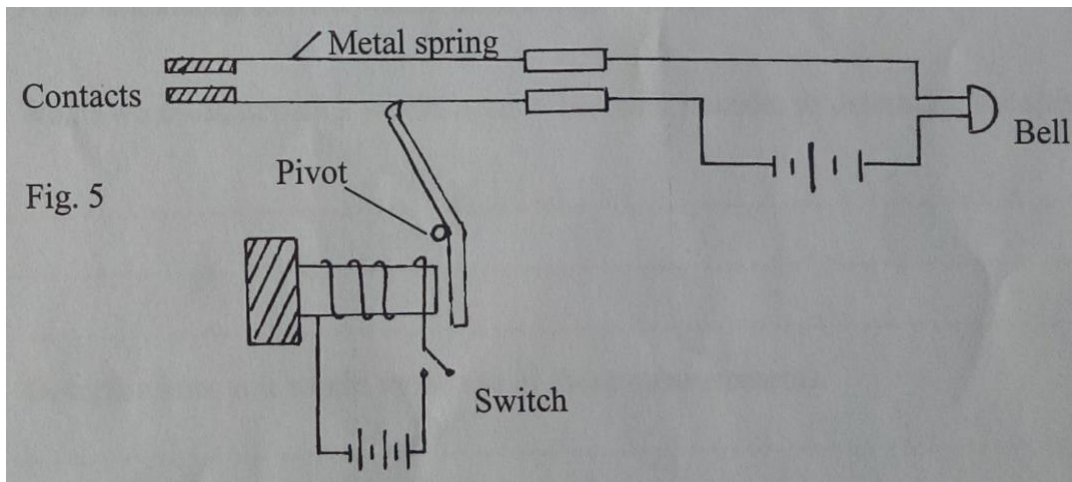 Metal spring
Contacts
Bell
Pivot
Fig. 5
Switch